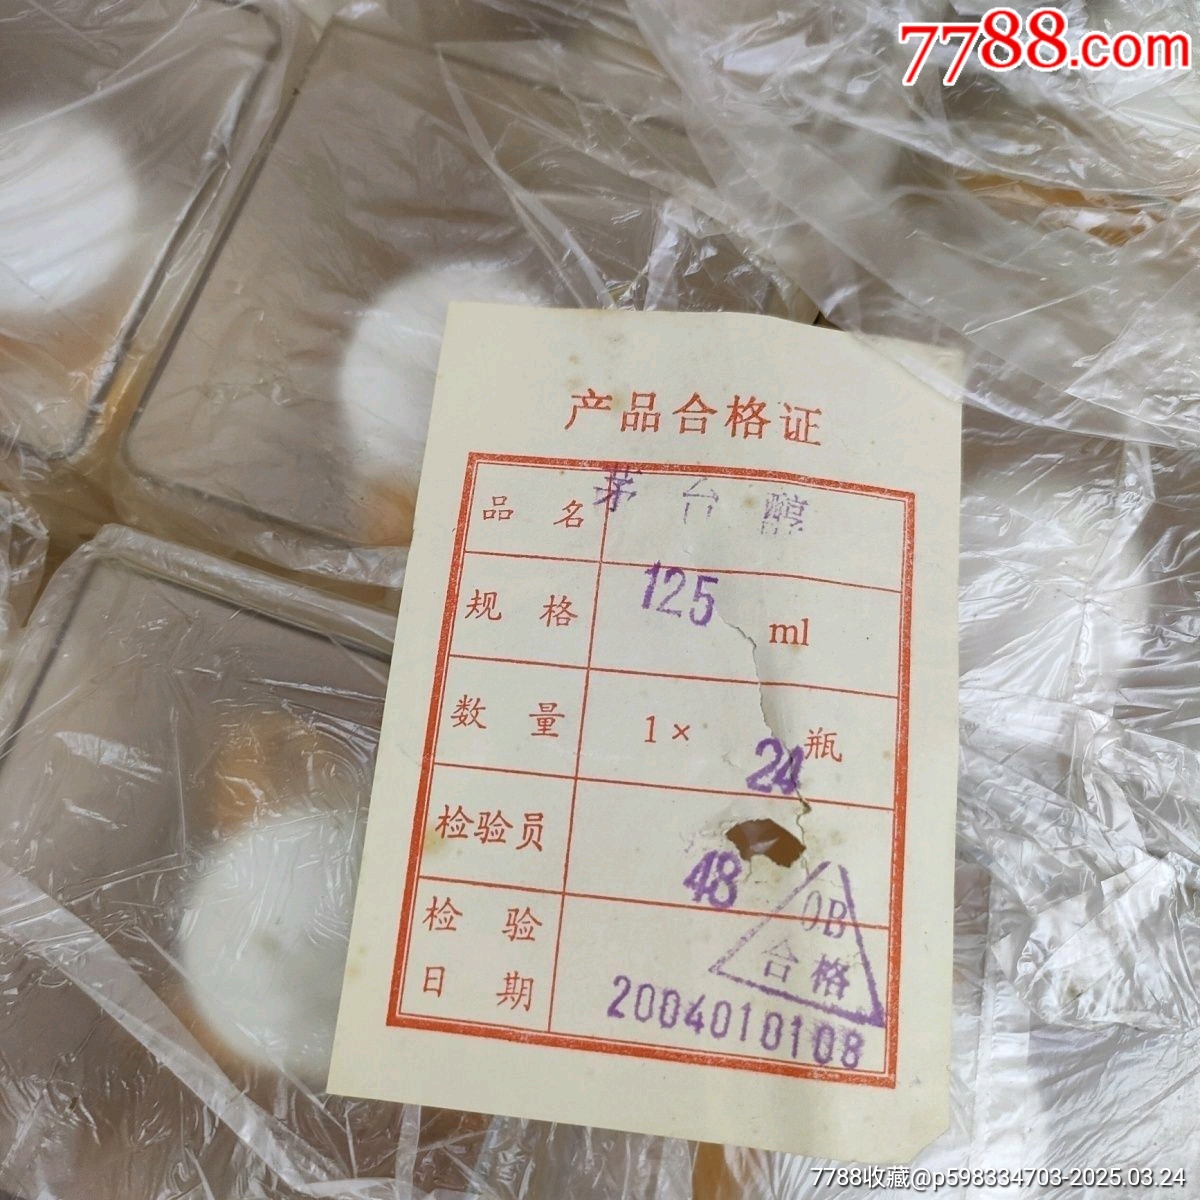 7788.com
产品合格证
品 名 茅台醇
规 格 125 ml
数 量 1× 24 瓶
检验员 48
检 验
日 期 2004010108
0B
合格
7788收藏@p598334703-2025.03.24